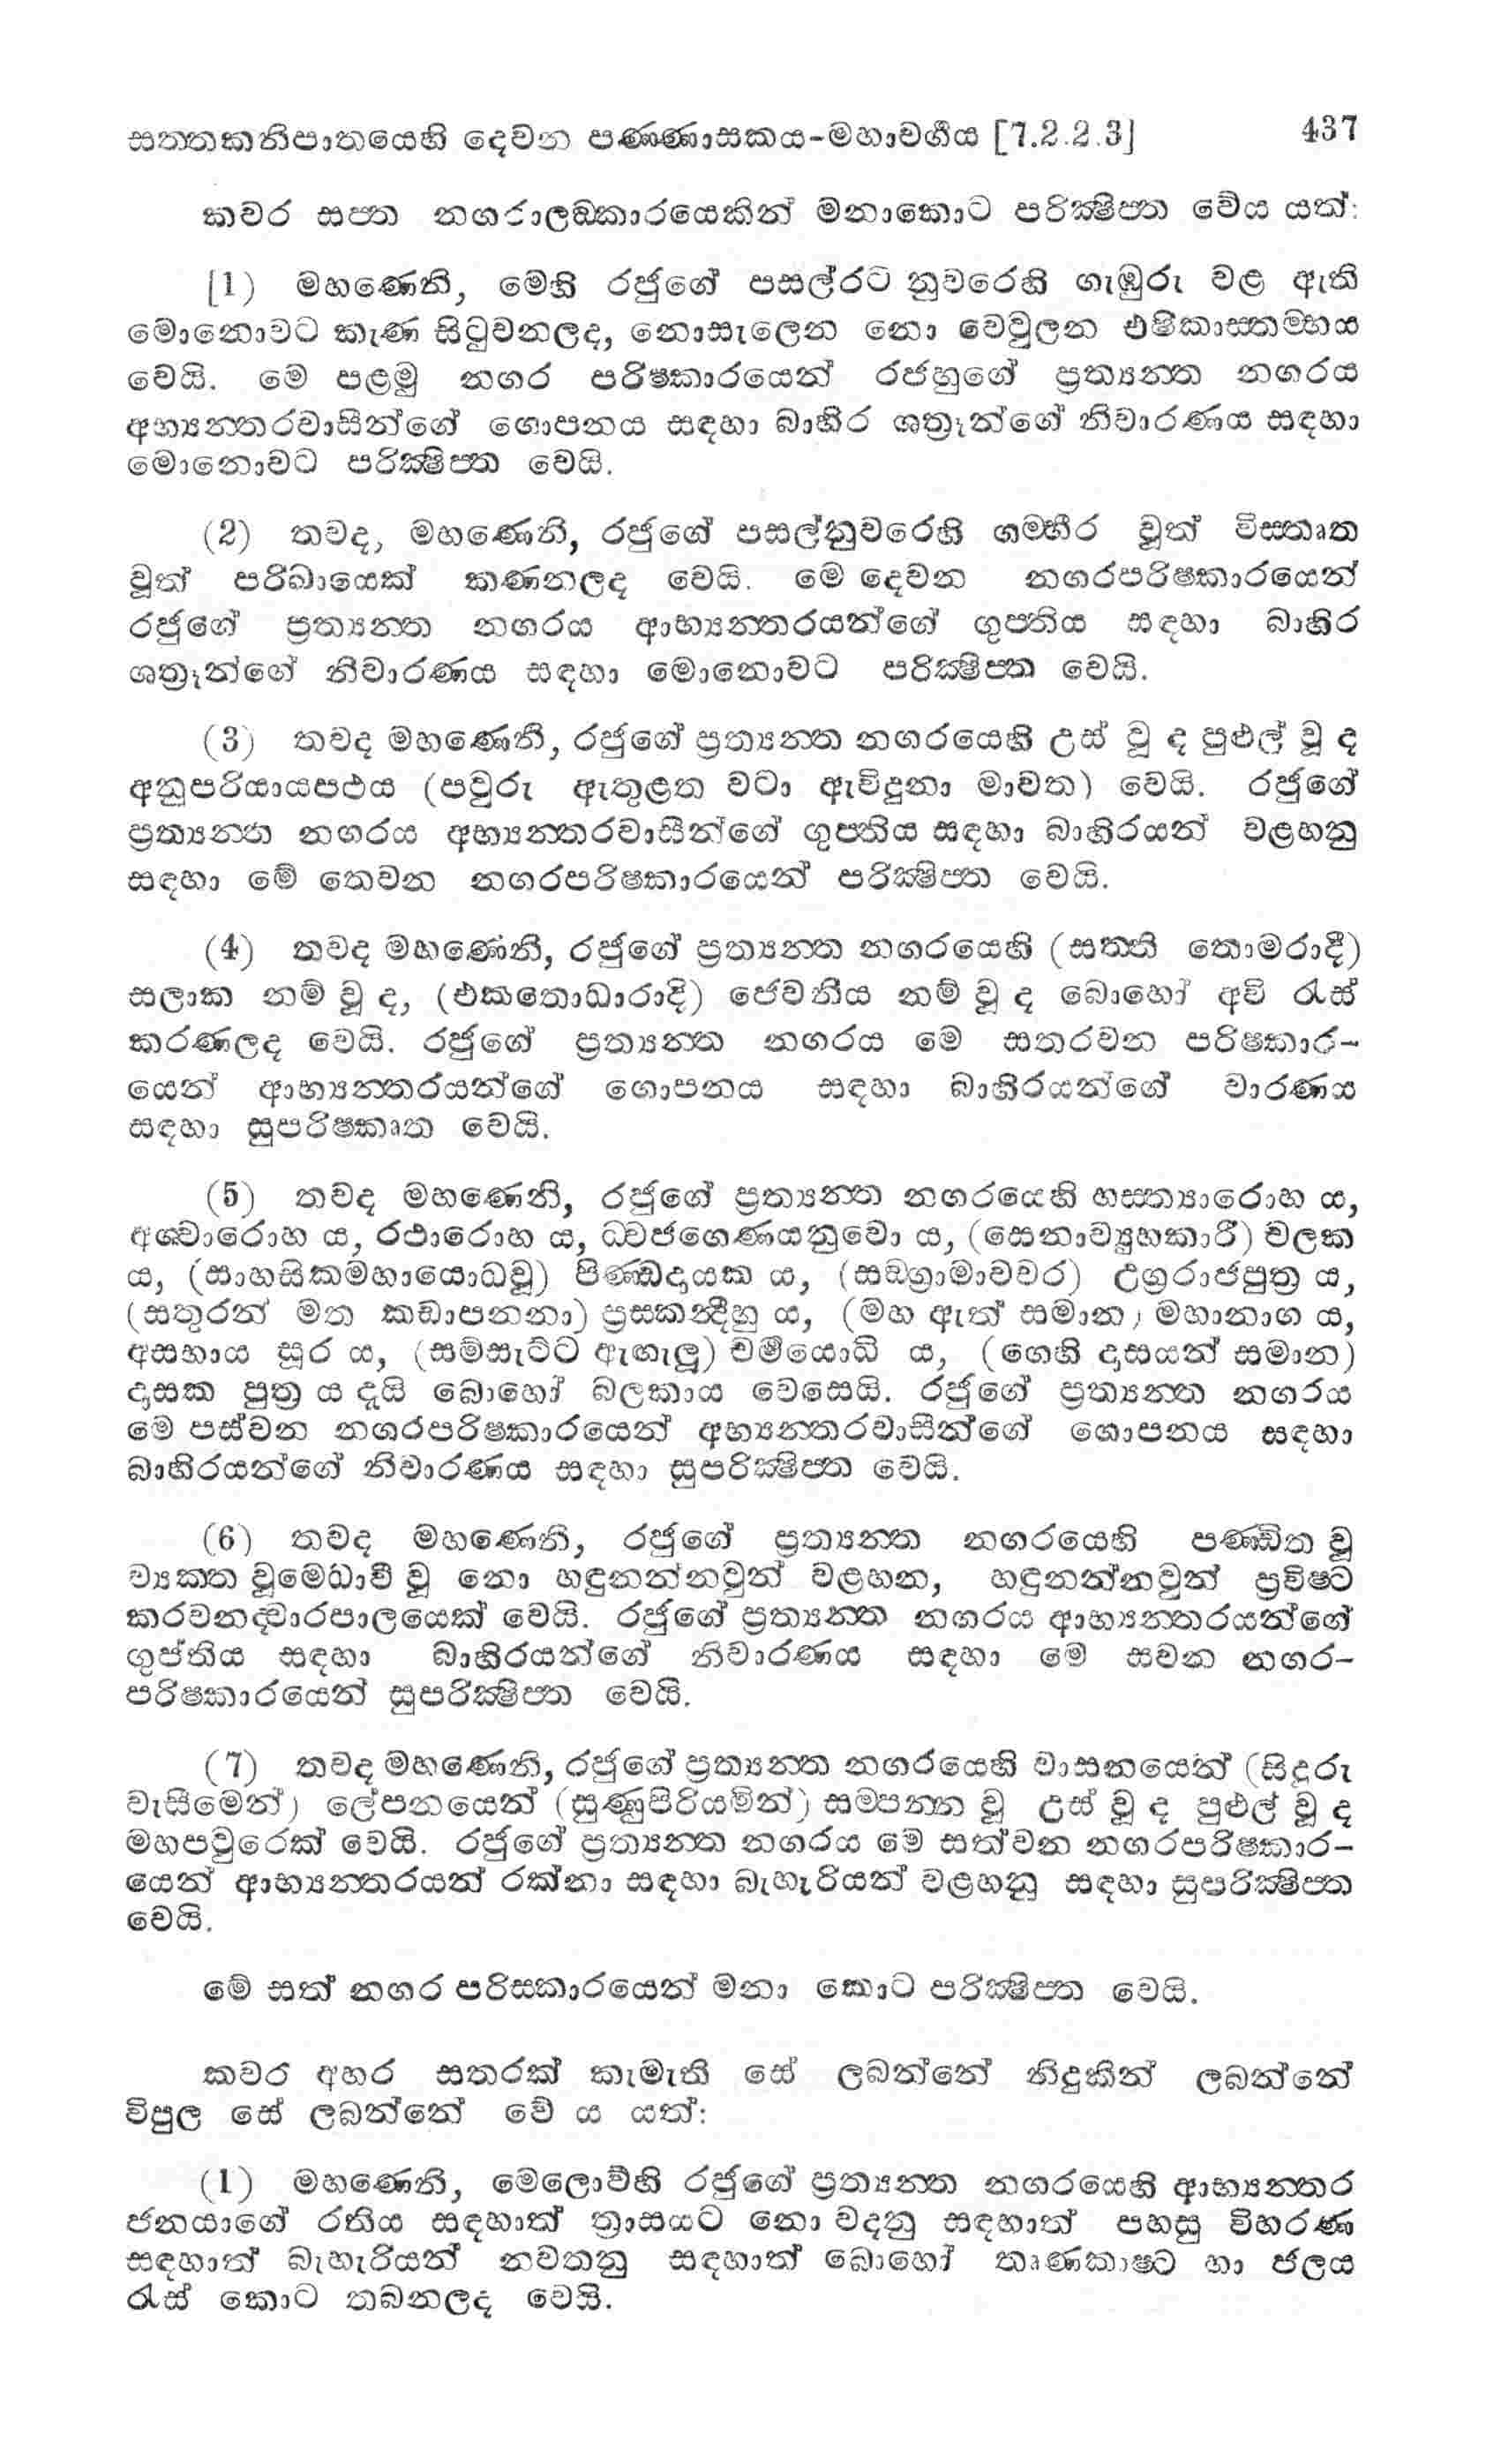 සත්තකනිපාතයෙහි දෙවන පණ්ණාසකය-මහාවර්ගය [7.2.2.3] 437
කවර සප්ත නගරාලඞ්කාරයෙකින් මනාකොට පරික්ෂිප්ත වේය යත්:
[1) මහණෙනි, මෙහි රජුගේ පසල්රට නුවරෙහි ගැඹුරු වළ ඇති
මොනොවට කැණ සිටුවනලද, නොසැලෙන නො වෙවුලන එෂිකාස්තම්භය
වෙයි. මේ පළමු නගර පරිෂ්කාරයෙන් රජහුගේ ප්‍රත්‍යන්ත නගරය
අභ්‍යන්තරවාසීන්ගේ ගොපනය සඳහා බාහිර ශත්‍රැන්ගේ නිවාරණය සඳහා
මොනොවට පරික්ෂිප්ත වෙයි.
(2) තවද, මහණෙනි, රජුගේ පසල්නුවරෙහි ගම්භීර වූත් විස්තෘත
වූත් පරිඛායෙක් කණනලද වෙයි. මේ දෙවන නගරපරිෂ්කාරයෙන්
රජුගේ ප්‍රත්‍යන්ත නගරය ආභ්‍යන්තරයන්ගේ ගුප්තිය සඳහා බාහිර
ශත්‍රැන්ගේ නිවාරණය සඳහා මොනොවට පරික්ෂිප්ත වෙයි.
(3) තවද මහණෙනි, රජුගේ ප්‍රත්‍යන්ත නගරයෙහි උස් වූ ද පුළුල් වූ ද
අනුපරියායපථය (පවුරු ඇතුළත වටා ඇවිදුනා මාවත) වෙයි. රජුගේ
ප්‍රත්‍යන්ත නගරය අභ්‍යන්තරවාසීන්ගේ ගුප්තිය සඳහා බාහිරයන් වළහනු
සඳහා මේ තෙවන නගරපරිෂ්කාරයෙන් පරික්ෂිප්ත වෙයි.
(4) තවද මහණෙනි, රජුගේ ප්‍රත්‍යන්ත නගරයෙහි (සත්ති තොමරාදී)
සලාක නම් වූ ද, (එකතොධාරාදි) ජෙවනීය නම් වූ ද බොහෝ අවි රැස්
කරණලද වෙයි. රජුගේ ප්‍රත්‍යන්ත නගරය මෙ සතරවන පරිෂ්කාර-
යෙන් ආභ්‍යන්තරයන්ගේ ගොපනය සඳහා බාහිරයන්ගේ වාරණය
සඳහා සුපරිෂ්කෘත වෙයි.
(5) තවද මහණෙනි, රජුගේ ප්‍රත්‍යන්ත නගරයෙහි හස්ත්‍යාරොහ ය,
අශ්වාරොහ ය, රථාරොහ ය, ධ්වජගෙණයනුවෝ ය, (සෙනාව්‍යුහකාරී) චලක
ය, (සාහසිකමහායොධවූ) පිණ්ඩදායක ය, (සඞ්ග්‍රාමාවචර) උග්‍රරාජපුත්‍ර ය,
(සතුරන් මත කඩාපනනා) ප්‍රස්කන්දීහු ය, (මහ ඇත් සමාන) මහානාග ය,
අසහාය සූර ය, (සම්සැට්ට ඇඟැලූ) චර්මයොධි ය, (ගෙහි දාසයන් සමාන)
දාසක පුත්‍ර ය දැයි බොහෝ බලකාය වෙසෙයි. රජුගේ ප්‍රත්‍යන්ත නගරය
මෙ පස්වන නගරපරිෂ්කාරයෙන් අභ්‍යන්තරවාසීන්ගේ ගොපනය සඳහා
බාහිරයන්ගේ නිවාරණය සඳහා සුපරික්ෂිප්ත වෙයි.
(6) තවද මහණෙනි, රජුගේ ප්‍රත්‍යන්ත නගරයෙහි පණ්ඩිත වූ
ව්‍යක්ත වූමෙධාවී වූ නො හඳුනන්නවුන් වළහන, හඳුනන්නවුන් ප්‍රවිෂ්ට
කරවනද්වාරපාලයෙක් වෙයි. රජුගේ ප්‍රත්‍යන්ත නගරය ආභ්‍යන්තරයන්ගේ
ගුප්තිය සඳහා බාහිරයන්ගේ නිවාරණය සඳහා මෙ සවන නගර-
පරිෂ්කාරයෙන් සුපරික්ෂිප්ත වෙයි.
(7) තවද මහණෙනි, රජුගේ ප්‍රත්‍යන්ත නගරයෙහි වාසනයෙන් (සිදුරු
වැසීමෙන්) ලේපනයෙන් (සුණුපිරියමින්) සම්පන්න වූ උස් වූ ද පුළුල් වූ ද
මහපවුරෙක් වෙයි. රජුගේ ප්‍රත්‍යන්ත නගරය මෙ සත්වන නගරපරිෂ්කාර-
යෙන් ආභ්‍යන්තරයන් රක්නා සඳහා බැහැරියන් වළහනු සඳහා සුපරික්ෂිප්ත
වෙයි.
මේ සත් නගර පරිසකාරයෙන් මනා කොට පරික්ෂිප්ත වෙයි.
කවර අහර සතරක් කැමැති සේ ලබන්නේ නිදුකින් ලබන්නේ
විපුල සේ ලබන්නේ වේ ය යත්:
(1) මහණෙනි, මෙලොව්හි රජුගේ ප්‍රත්‍යන්ත නගරයෙහි ආභ්‍යන්තර
ජනයාගේ රතිය සඳහාත් ත්‍රාසයට නො වදනු සඳහාත් පහසු විහරණ
සඳහාත් බැහැරියන් නවතනු සඳහාත් බොහෝ තෘණකාෂ්ට හා ජලය
රැස් කොට තබනලද වෙයි.